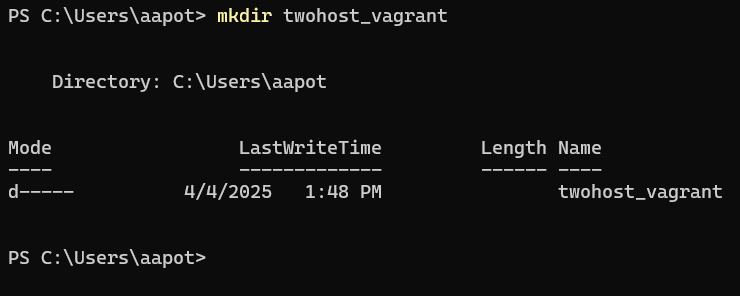 PS C:\Users\aapot> mkdir twohost_vagrant
Directory: C:\Users\aapot
Mode                 LastWriteTime         Length Name
----                 -------------         ------ ----
d-----          4/4/2025   1:48 PM                twohost_vagrant
PS C:\Users\aapot>